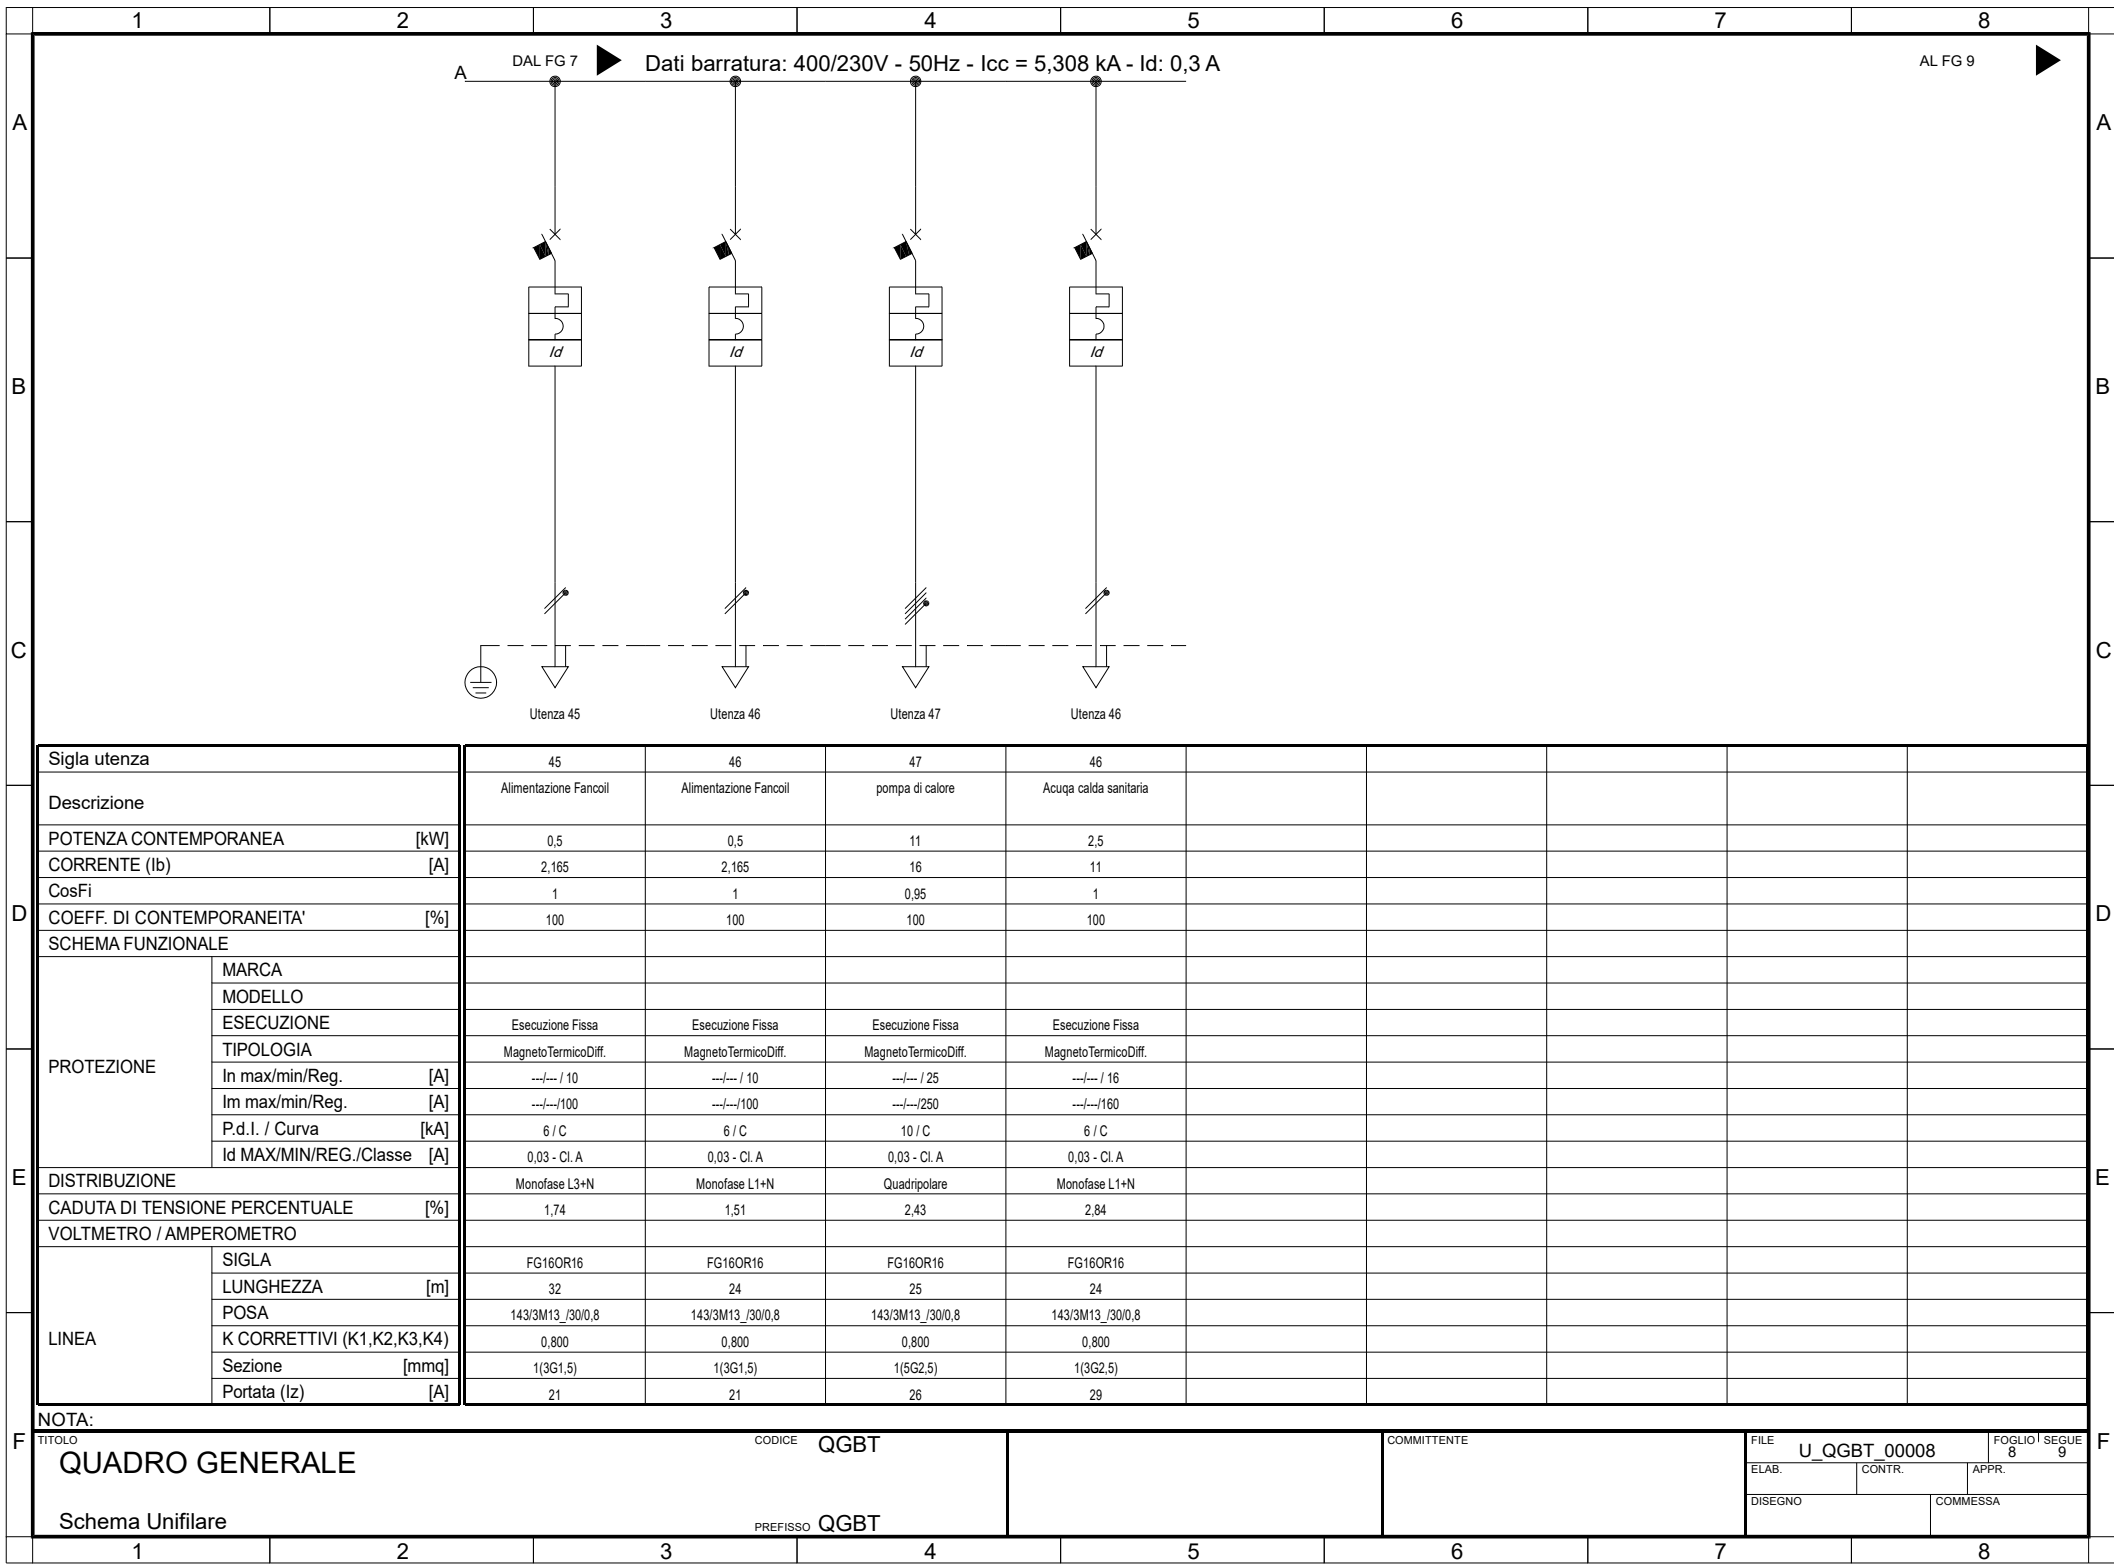 1 2 3 4 5 6 7 8
DAL FG 7 Dati barratura: 400/230V - 50Hz - Icc = 5,308 kA - Id: 0,3 A AL FG 9
A
A A
Id Id Id Id
B B
C C
Utenza 45 Utenza 46 Utenza 47 Utenza 46
Sigla utenza 45 46 47 46
Descrizione Alimentazione Fancoil Alimentazione Fancoil pompa di calore Acuqa calda sanitaria
POTENZA CONTEMPORANEA [kW] 0,5 0,5 11 2,5
CORRENTE (Ib) [A] 2,165 2,165 16 11
CosFi 1 1 0,95 1
D COEFF. DI CONTEMPORANEITA' [%] 100 100 100 100 D
SCHEMA FUNZIONALE
PROTEZIONE
MARCA
MODELLO
ESECUZIONE Esecuzione Fissa Esecuzione Fissa Esecuzione Fissa Esecuzione Fissa
TIPOLOGIA MagnetoTermicoDiff. MagnetoTermicoDiff. MagnetoTermicoDiff. MagnetoTermicoDiff.
In max/min/Reg. [A] ---/--- / 10 ---/--- / 10 ---/--- / 25 ---/--- / 16
Im max/min/Reg. [A] ---/---/100 ---/---/100 ---/---/250 ---/---/160
P.d.I. / Curva [kA] 6 / C 6 / C 10 / C 6 / C
Id MAX/MIN/REG./Classe [A] 0,03 - Cl. A 0,03 - Cl. A 0,03 - Cl. A 0,03 - Cl. A
E DISTRIBUZIONE Monofase L3+N Monofase L1+N Quadripolare Monofase L1+N E
CADUTA DI TENSIONE PERCENTUALE [%] 1,74 1,51 2,43 2,84
VOLTMETRO / AMPEROMETRO
LINEA
SIGLA FG16OR16 FG16OR16 FG16OR16 FG16OR16
LUNGHEZZA [m] 32 24 25 24
POSA 143/3M13_/30/0,8 143/3M13_/30/0,8 143/3M13_/30/0,8 143/3M13_/30/0,8
K CORRETTIVI (K1,K2,K3,K4) 0,800 0,800 0,800 0,800
Sezione [mmq] 1(3G1,5) 1(3G1,5) 1(5G2,5) 1(3G2,5)
Portata (Iz) [A] 21 21 26 29
NOTA:
F F
TITOLO CODICE QGBT COMMITTENTE FILE U_QGBT_00008 FOGLIO 8 SEGUE 9
QUADRO GENERALE
ELAB. CONTR. APPR.
DISEGNO COMMESSA
Schema Unifilare PREFISSO QGBT
1 2 3 4 5 6 7 8